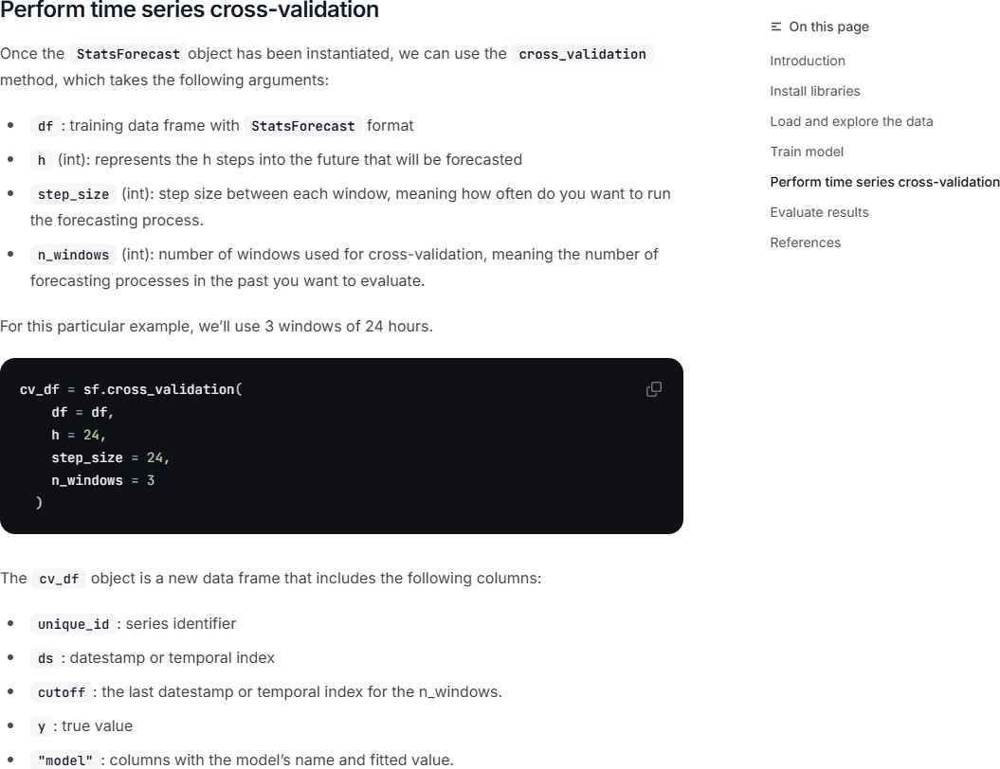 Perform time series cross-validation
Once the StatsForecast object has been instantiated, we can use the cross_validation
method, which takes the following arguments:
df : training data frame with StatsForecast format
h (int): represents the h steps into the future that will be forecasted
step_size (int): step size between each window, meaning how often do you want to run
the forecasting process.
n_windows (int): number of windows used for cross-validation, meaning the number of
forecasting processes in the past you want to evaluate.
For this particular example, we’ll use 3 windows of 24 hours.
cv_df = sf.cross_validation(
    df = df,
    h = 24,
    step_size = 24,
    n_windows = 3
  )
The cv_df object is a new data frame that includes the following columns:
unique_id : series identifier
ds : datestamp or temporal index
cutoff : the last datestamp or temporal index for the n_windows.
y : true value
"model" : columns with the model’s name and fitted value.
On this page
Introduction
Install libraries
Load and explore the data
Train model
Perform time series cross-validation
Evaluate results
References